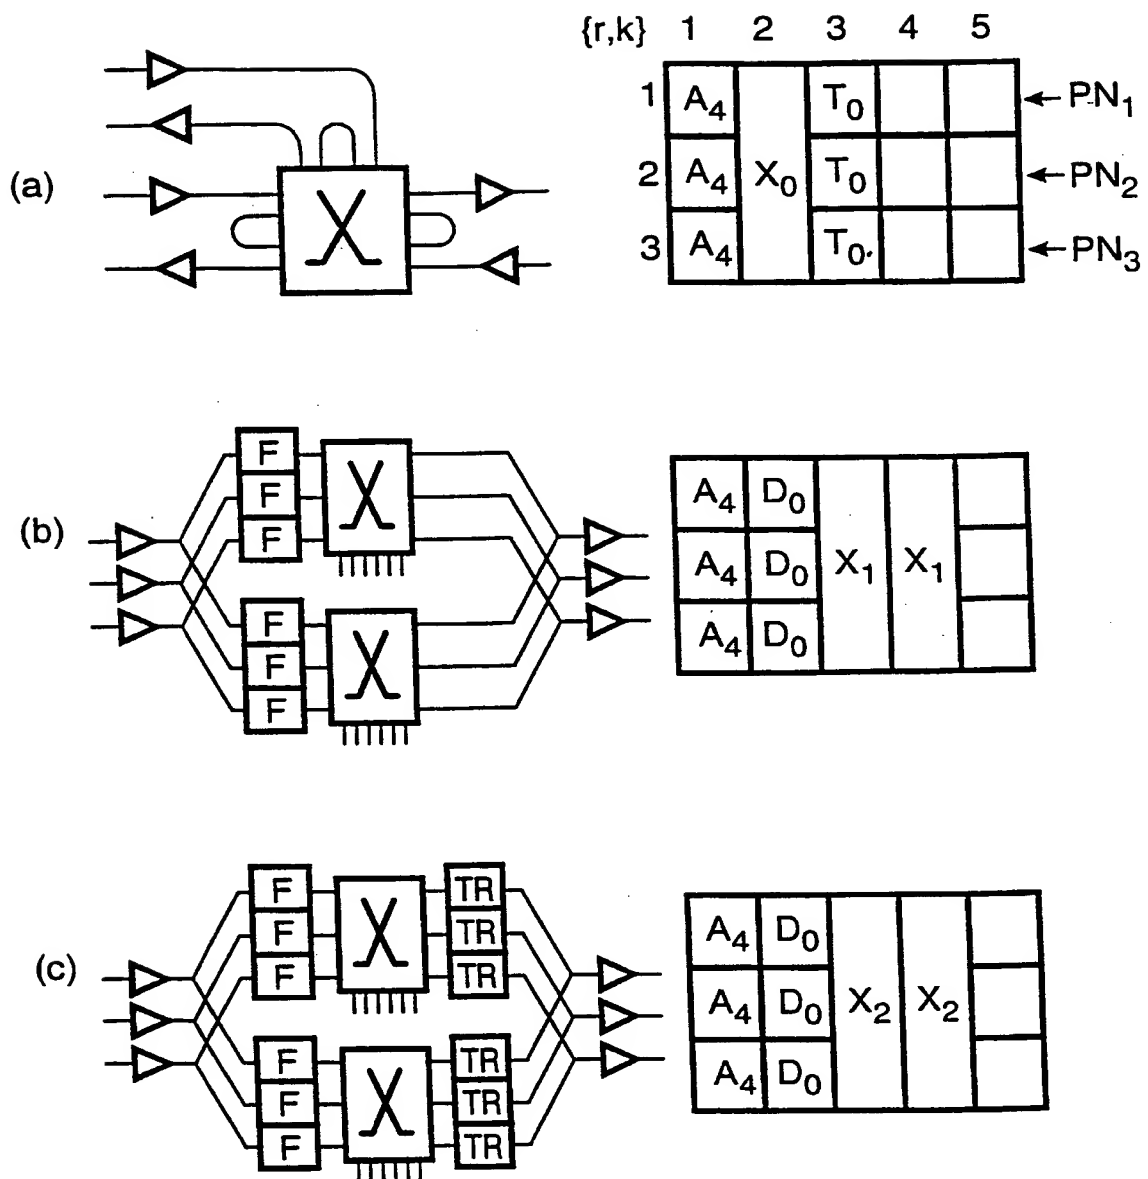 {r,k} 1 2 3 4 5
(a)
1 A4 X0 T0 PN1
2 A4 T0 PN2
3 A4 T0 PN3
(b)
F
F
F
F
F
F
A4 D0 X1 X1
A4 D0
A4 D0
(c)
F TR
F TR
F TR
F TR
F TR
F TR
A4 D0 X2 X2
A4 D0
A4 D0